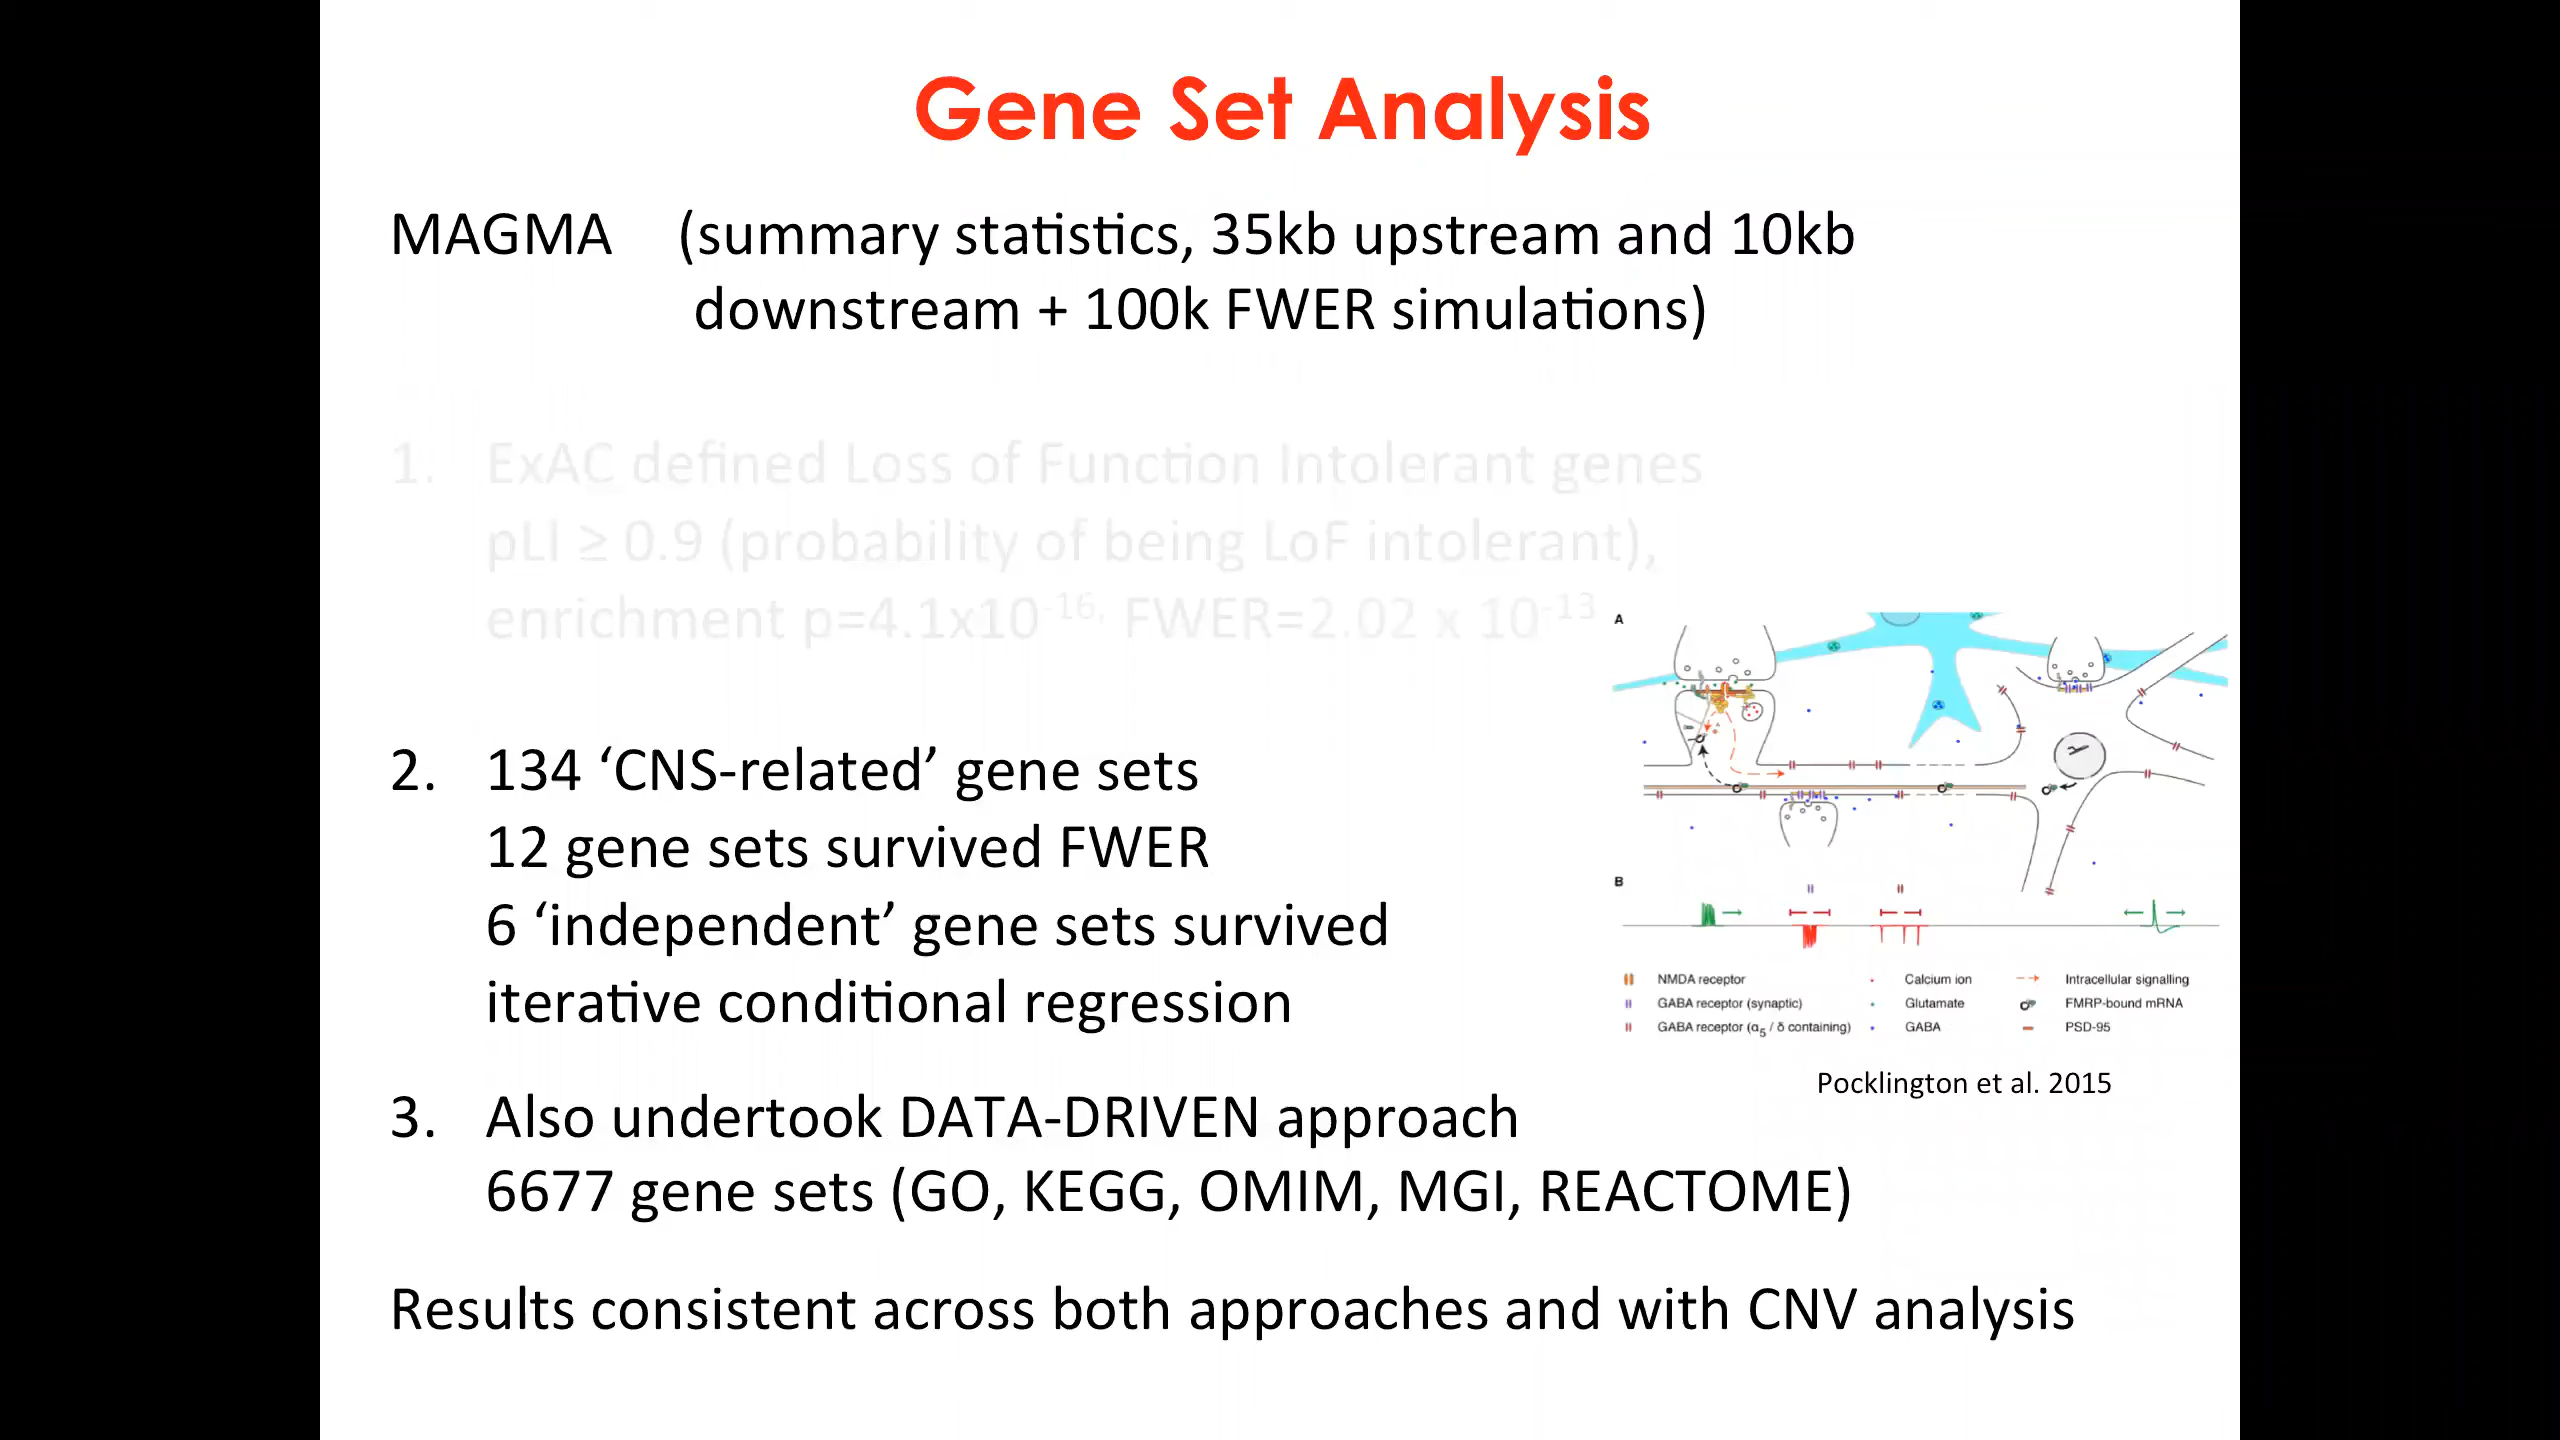 Gene Set Analysis
MAGMA (summary statistics, 35kb upstream and 10kb
downstream + 100k FWER simulations)
1. ExAC defined Loss of Function Intolerant genes
pLI ≥ 0.9 (probability of being LoF intolerant),
enrichment p=4.1x10-16, FWER=2.02 x 10-13
2. 134 ‘CNS-related’ gene sets
12 gene sets survived FWER
6 ‘independent’ gene sets survived
iterative conditional regression
A
B
NMDA receptor Calcium ion Intracellular signalling
GABA receptor (synaptic) Glutamate FMRP-bound mRNA
GABA receptor (α5 / δ containing) GABA PSD-95
Pocklington et al. 2015
3. Also undertook DATA-DRIVEN approach
6677 gene sets (GO, KEGG, OMIM, MGI, REACTOME)
Results consistent across both approaches and with CNV analysis